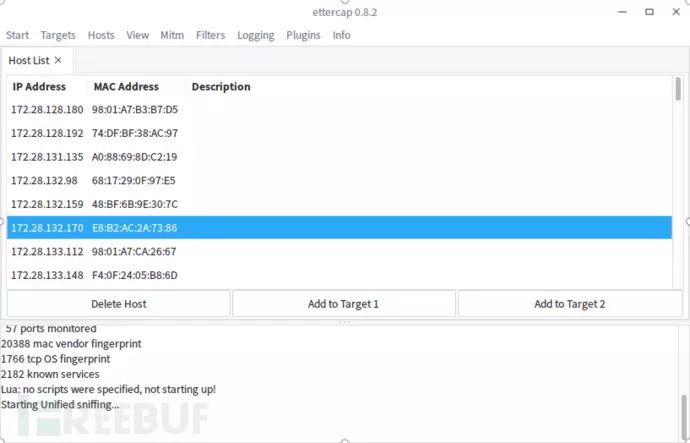 ettercap 0.8.2
Start Targets Hosts View Mitm Filters Logging Plugins Info
Host List ×
IP Address MAC Address Description
172.28.128.180 98:01:A7:B3:B7:D5
172.28.128.192 74:DF:BF:38:AC:97
172.28.131.135 A0:88:69:8D:C2:19
172.28.132.98 68:17:29:0F:97:E5
172.28.132.159 48:BF:6B:9E:30:7C
172.28.132.170 E8:B2:AC:2A:73:86
172.28.133.112 98:01:A7:CA:26:67
172.28.133.148 F4:0F:24:05:B8:6D
Delete Host Add to Target 1 Add to Target 2
57 ports monitored
20388 mac vendor fingerprint
1766 tcp OS fingerprint
2182 known services
Lua: no scripts were specified, not starting up!
Starting Unified sniffing...
FREEBUF